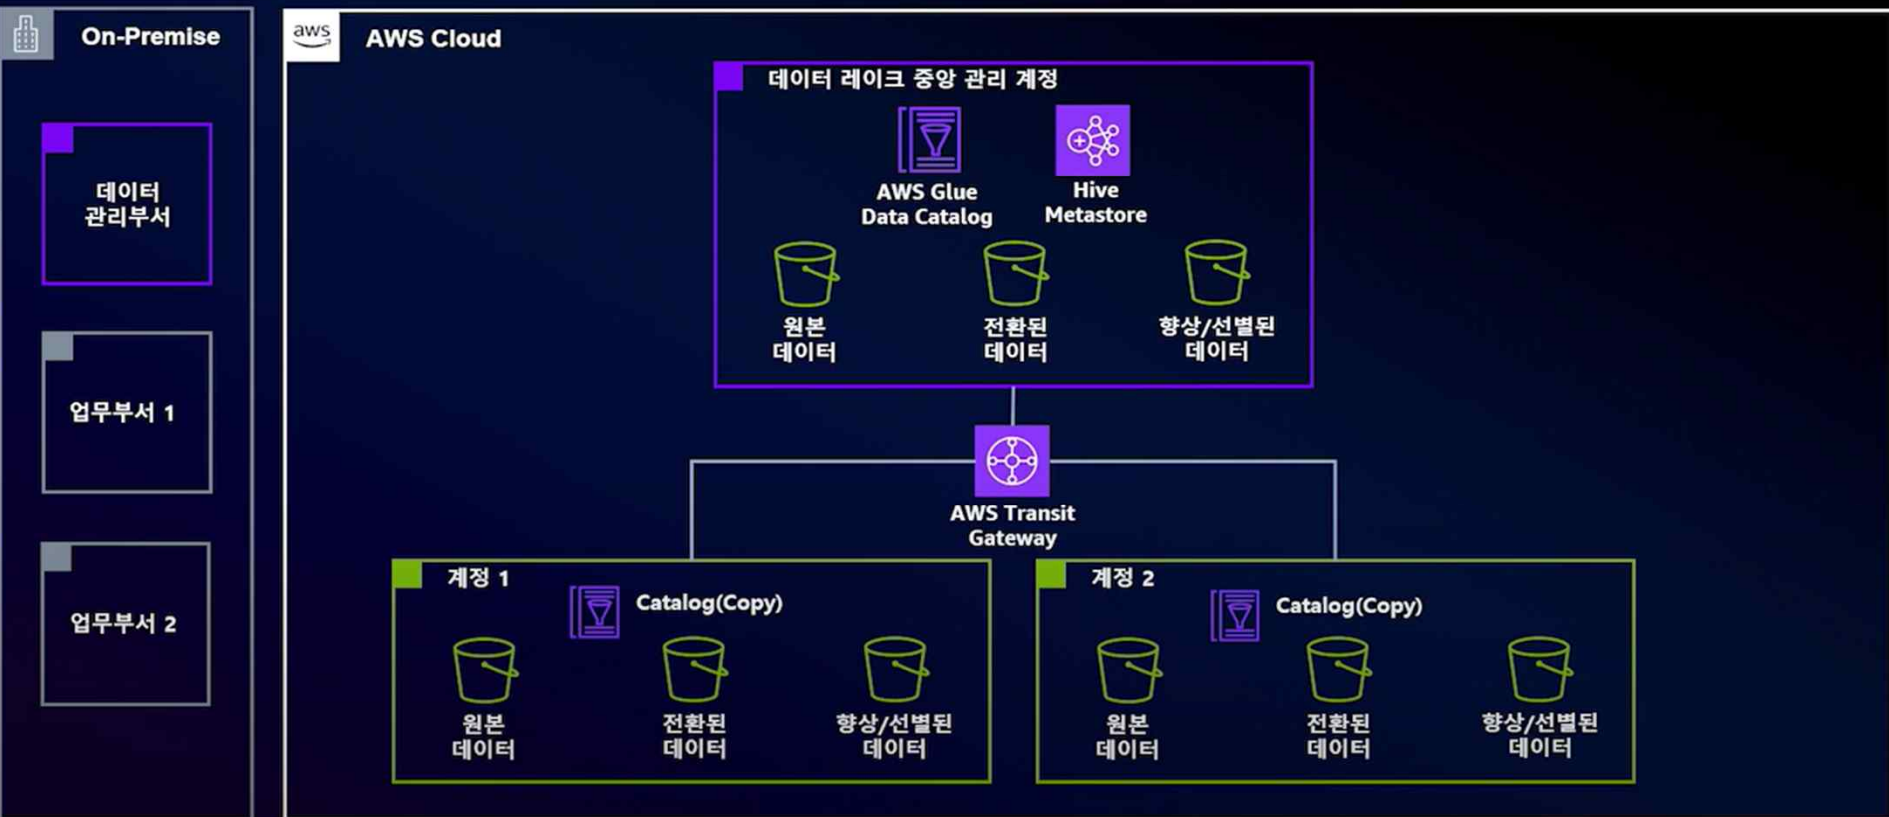 On-Premise
데이터
관리부서
업무부서 1
업무부서 2
aws
AWS Cloud
데이터 레이크 중앙 관리 계정
AWS Glue
Data Catalog
Hive
Metastore
원본
데이터
전환된
데이터
향상/선별된
데이터
AWS Transit
Gateway
계정 1
Catalog(Copy)
원본
데이터
전환된
데이터
향상/선별된
데이터
계정 2
Catalog(Copy)
원본
데이터
전환된
데이터
향상/선별된
데이터